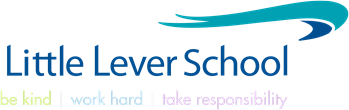 Little Lever School
be kind | work hard | take responsibility